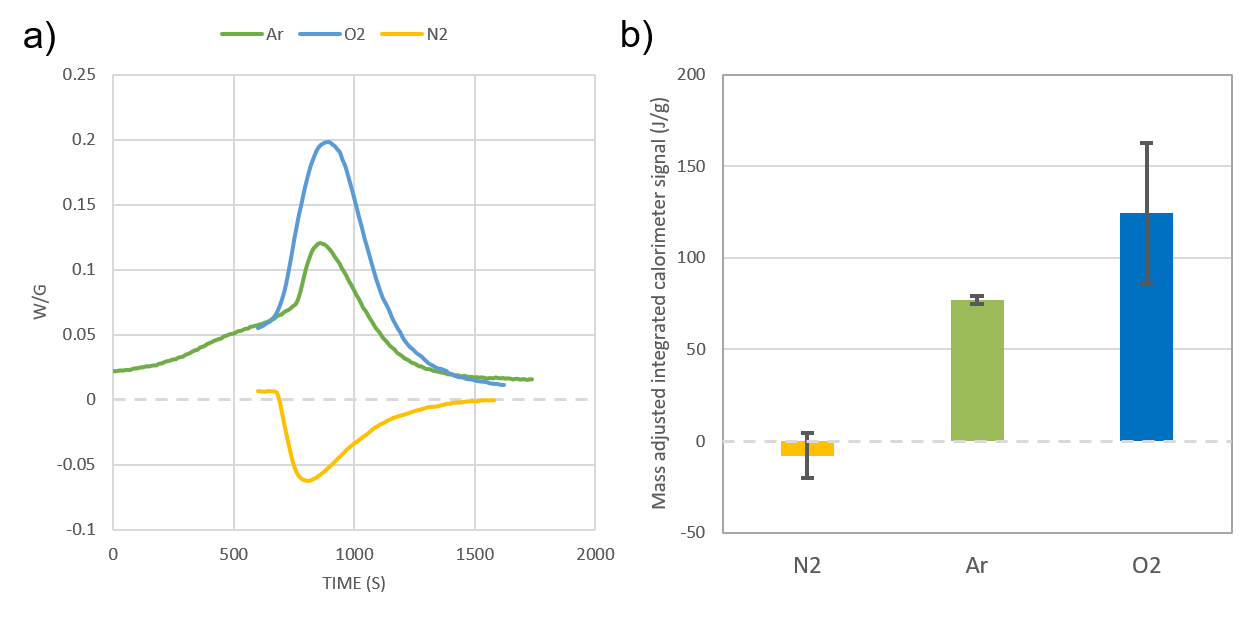 a)
Ar O2 N2
0.25
0.2
0.15
0.1
0.05
0
-0.05
-0.1
W/G
0 500 1000 1500 2000
TIME (S)
b)
200
150
100
50
0
-50
Mass adjusted integrated calorimeter signal (J/g)
N2 Ar O2